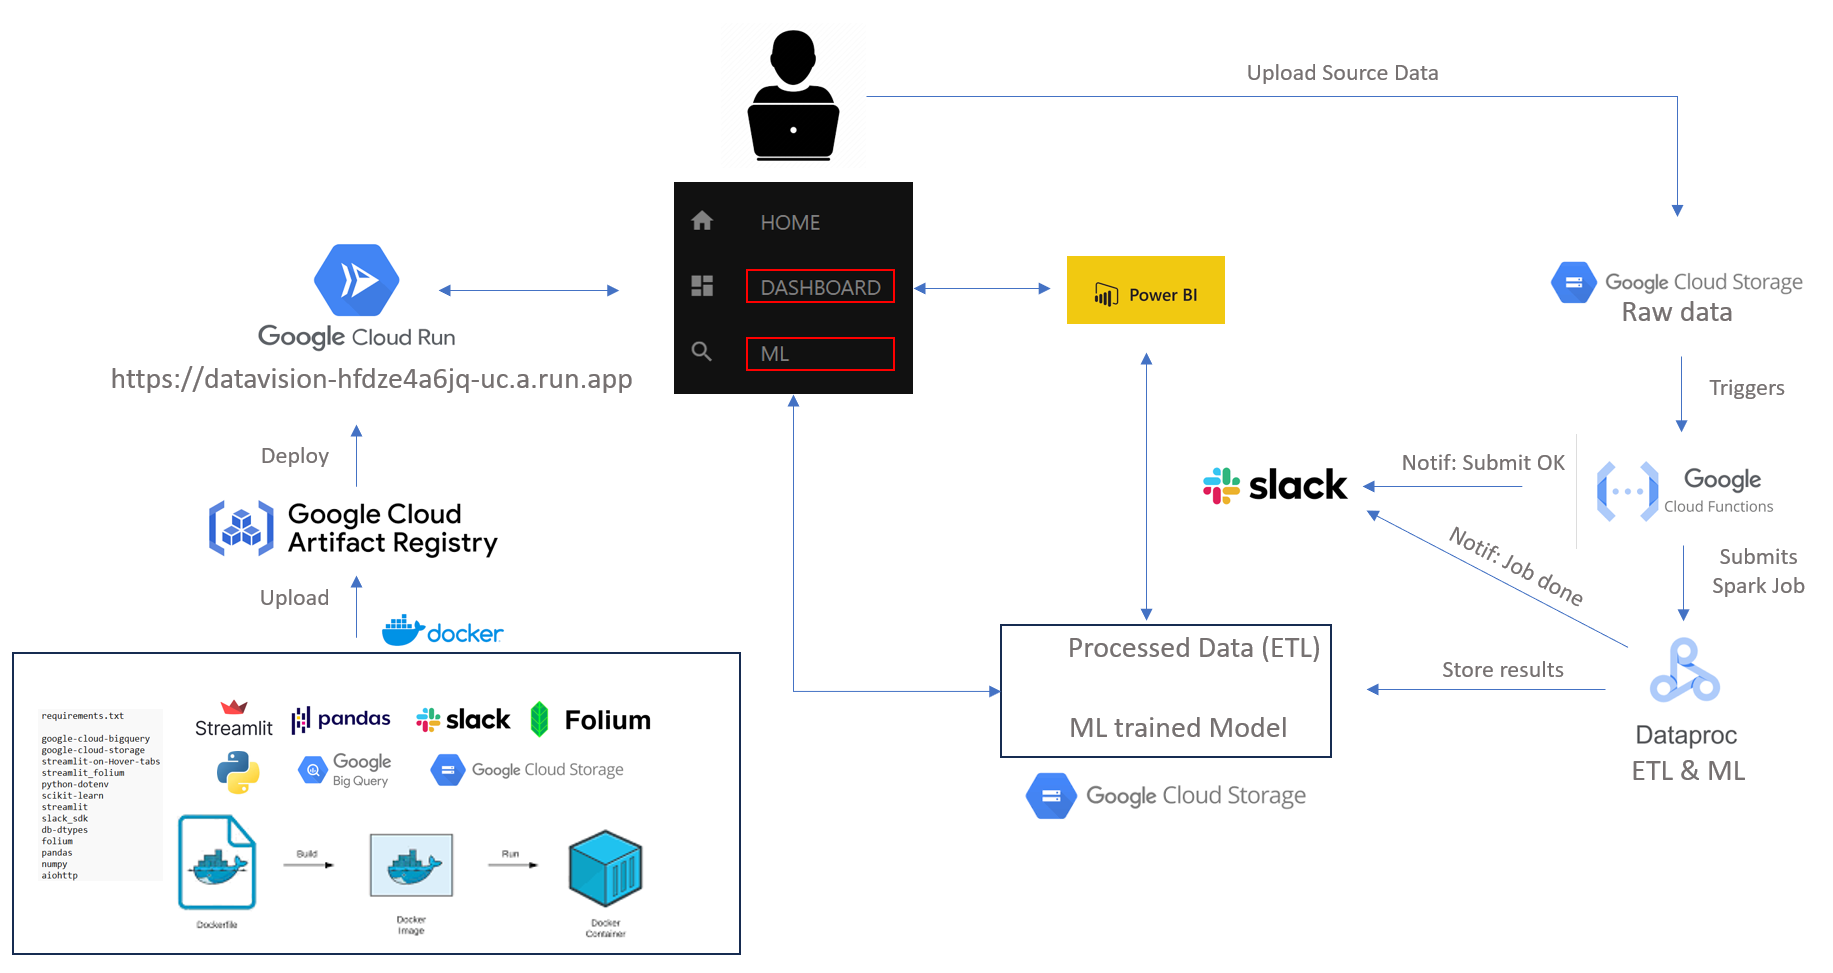 Upload Source Data
HOME
DASHBOARD
ML
Google Cloud Run
https://datavision-hfdze4a6jq-uc.a.run.app
Power BI
Google Cloud Storage
Raw data
Triggers
Deploy
Google Cloud
Artifact Registry
Upload
docker
slack
Notif: Submit OK
Google
Cloud Functions
Notif: Job done
Submits
Spark Job
Processed Data (ETL)
ML trained Model
Google Cloud Storage
Store results
Dataproc
ETL & ML
requirements.txt
google-cloud-bigquery
google-cloud-storage
streamlit-on-Hover-tabs
streamlit_folium
python-dotenv
scikit-learn
streamlit
slack_sdk
db-dtypes
folium
pandas
numpy
aiohttp
Streamlit
pandas
slack
Folium
Google
Big Query
Google Cloud Storage
Build
Run
Dockerfile
Docker
Image
Docker
Container